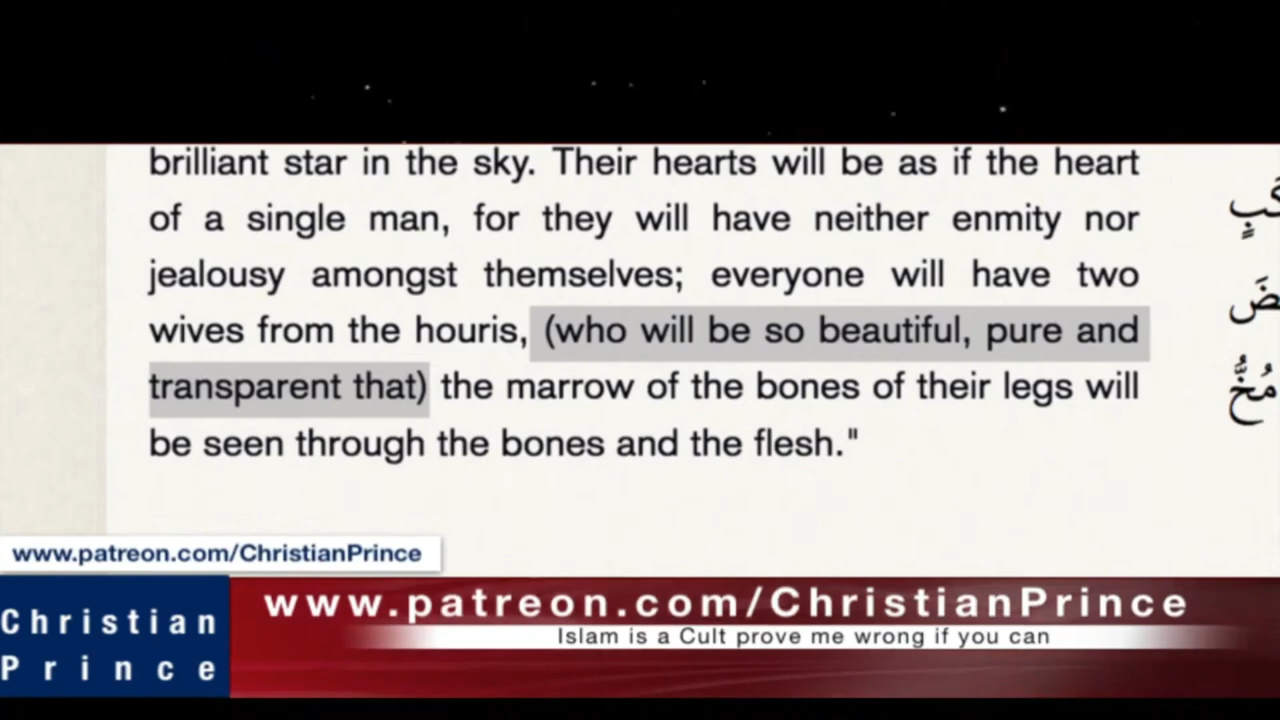 brilliant star in the sky. Their hearts will be as if the heart
of a single man, for they will have neither enmity nor
jealousy amongst themselves; everyone will have two
wives from the houris, (who will be so beautiful, pure and
transparent that) the marrow of the bones of their legs will
be seen through the bones and the flesh."
www.patreon.com/ChristianPrince
Christian
Prince
www.patreon.com/ChristianPrince
Islam is a Cult prove me wrong if you can